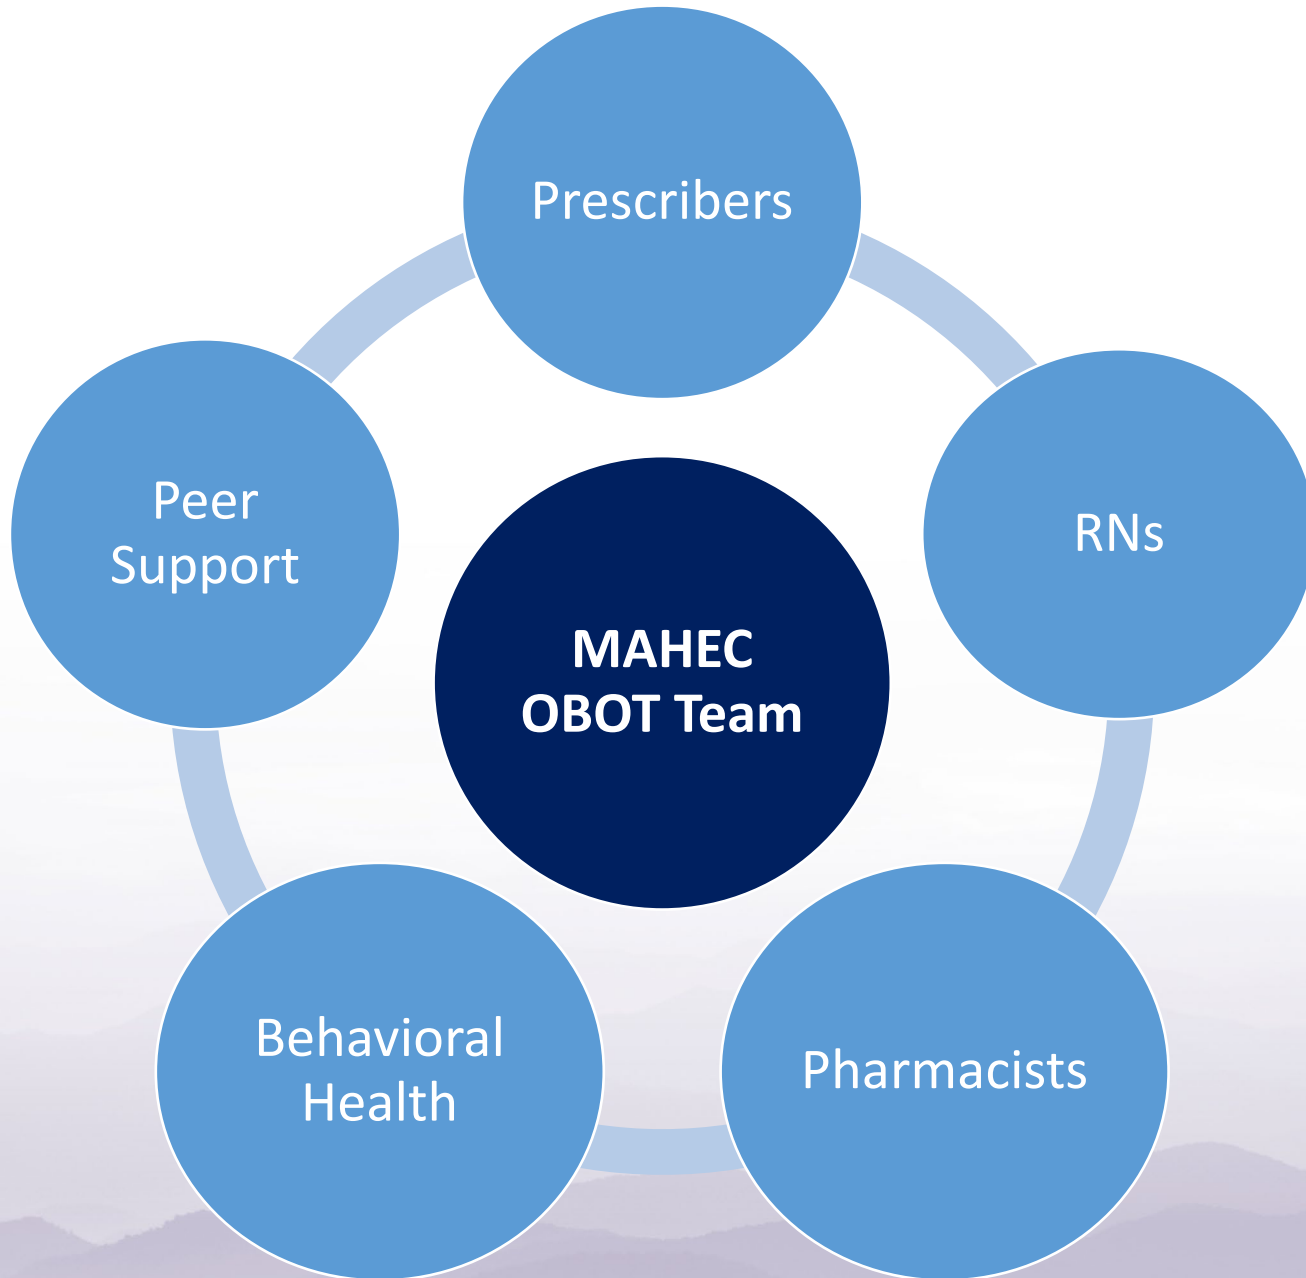 Prescribers
RNs
Pharmacists
Behavioral
Health
Peer
Support
MAHEC
OBOT Team